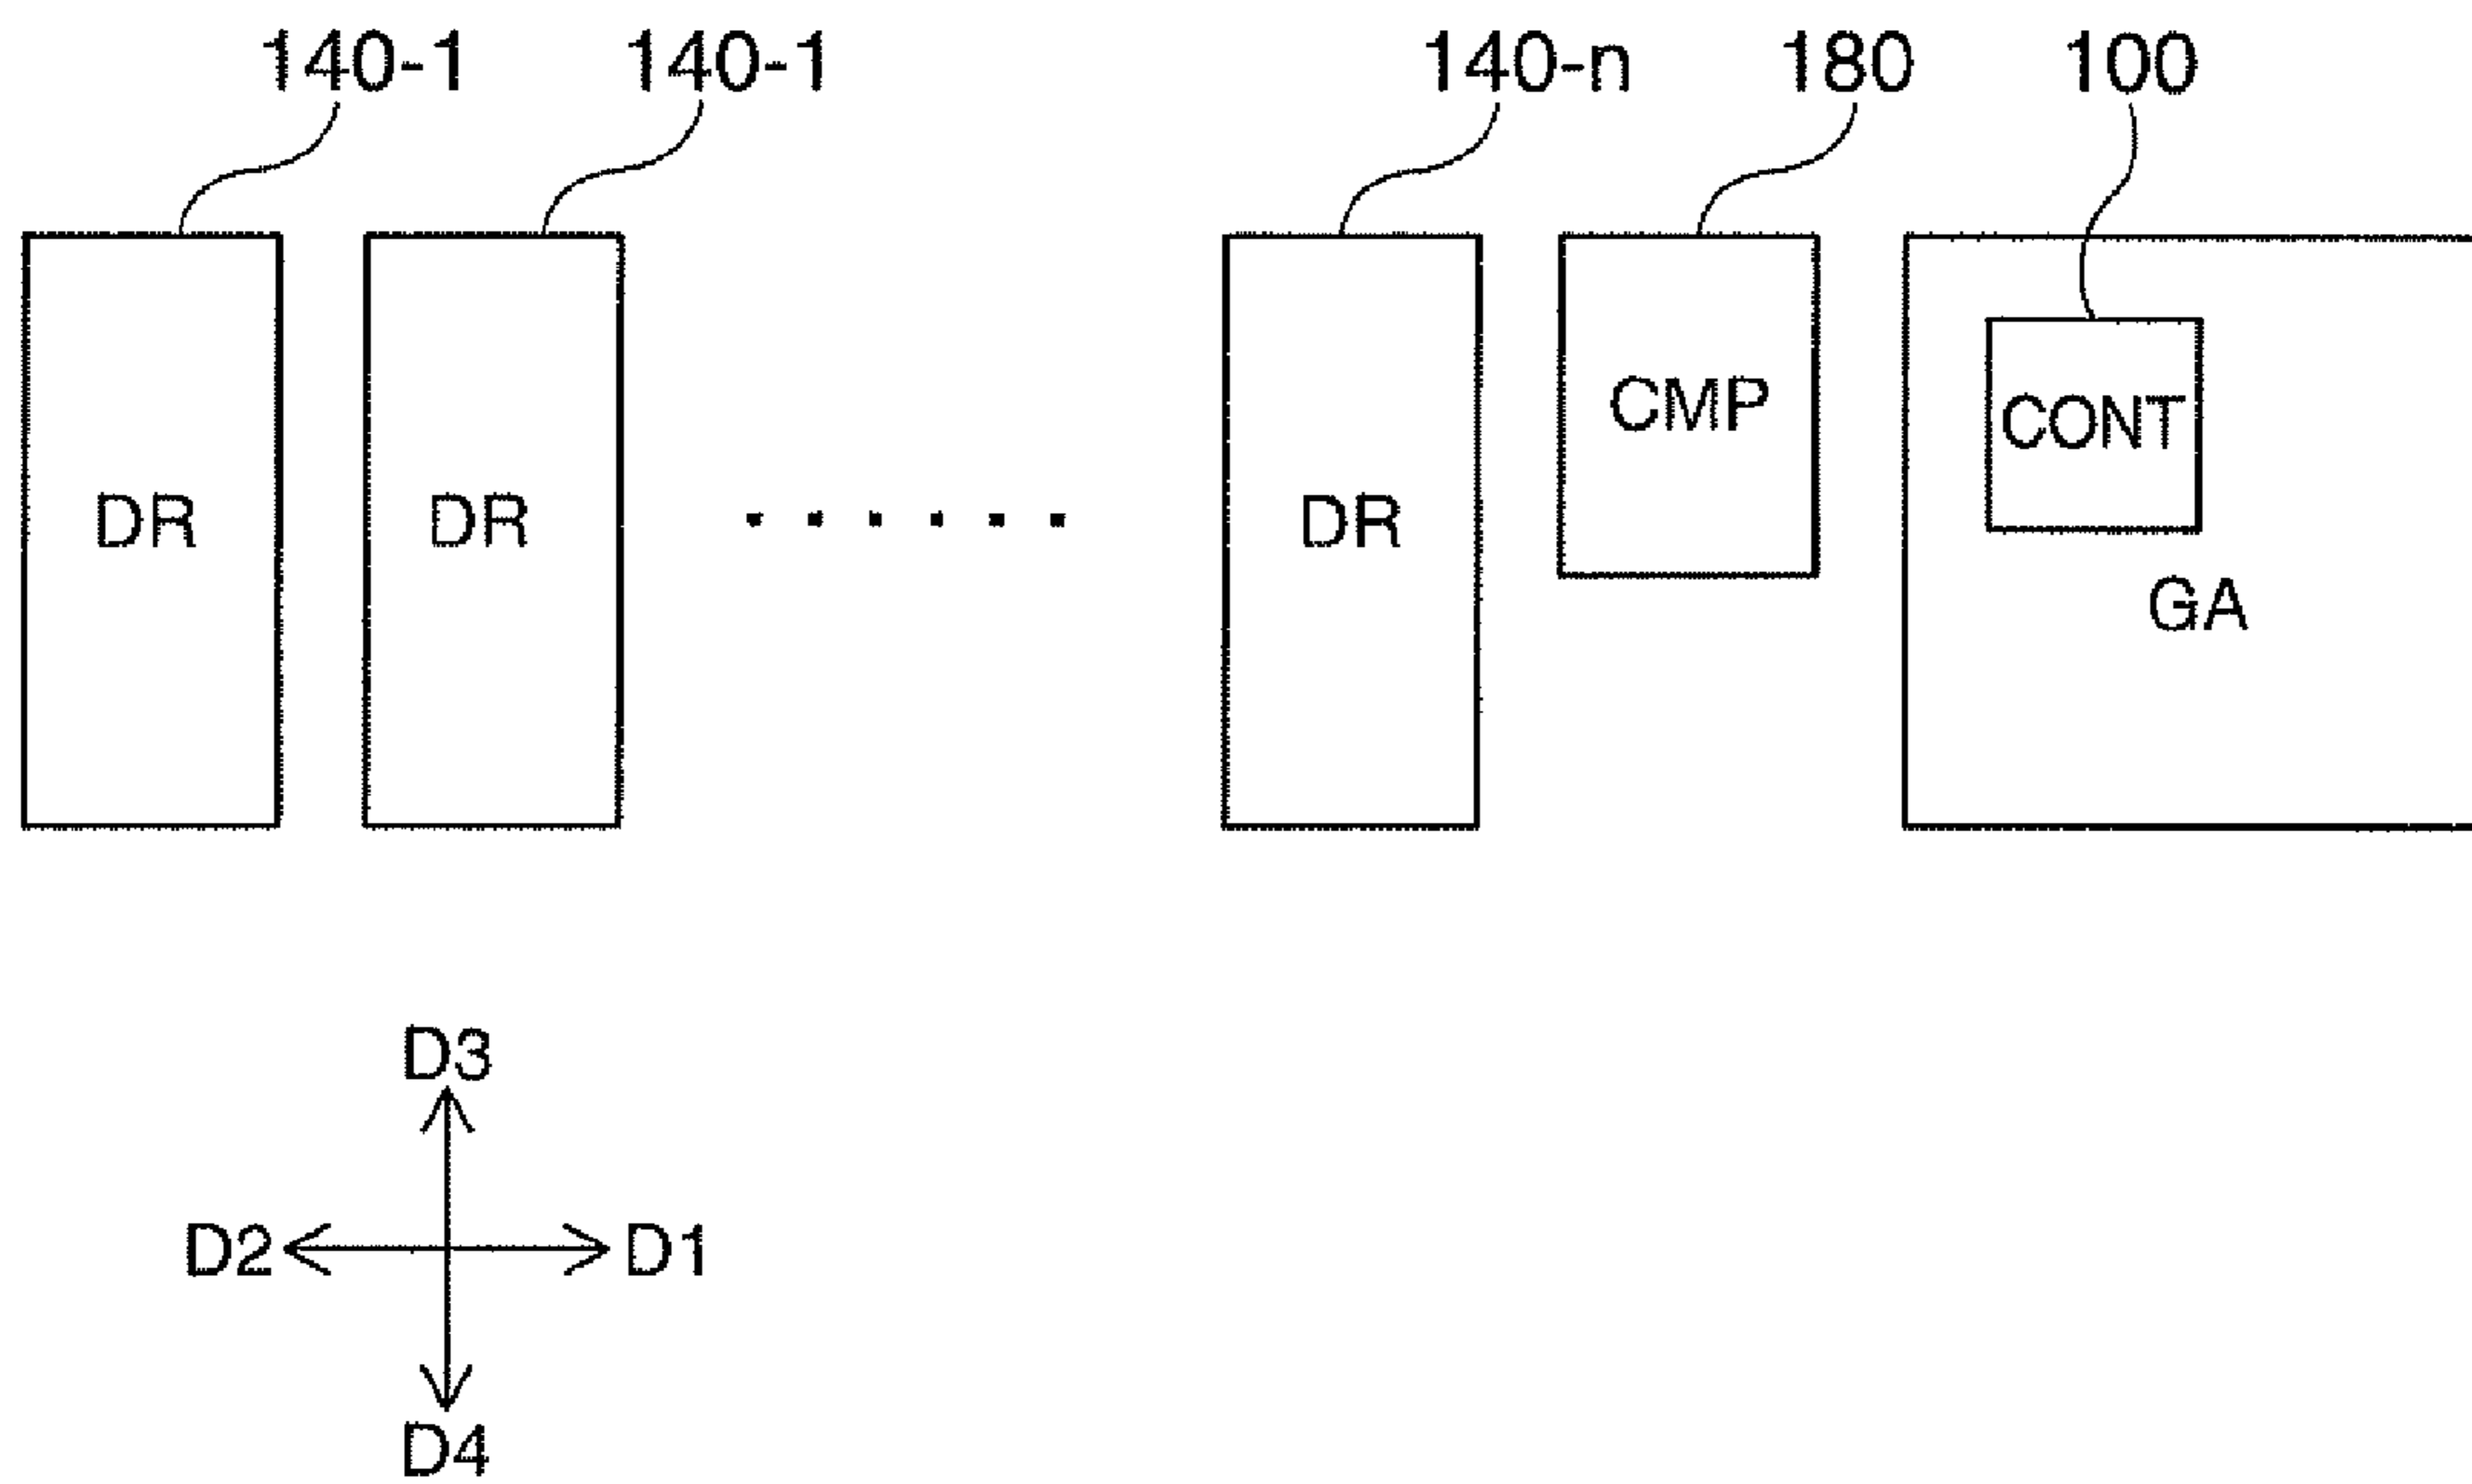 140-1 140-1 140-n 180 100
DR DR ...... DR CMP CONT
GA
D3
D2 D1
D4